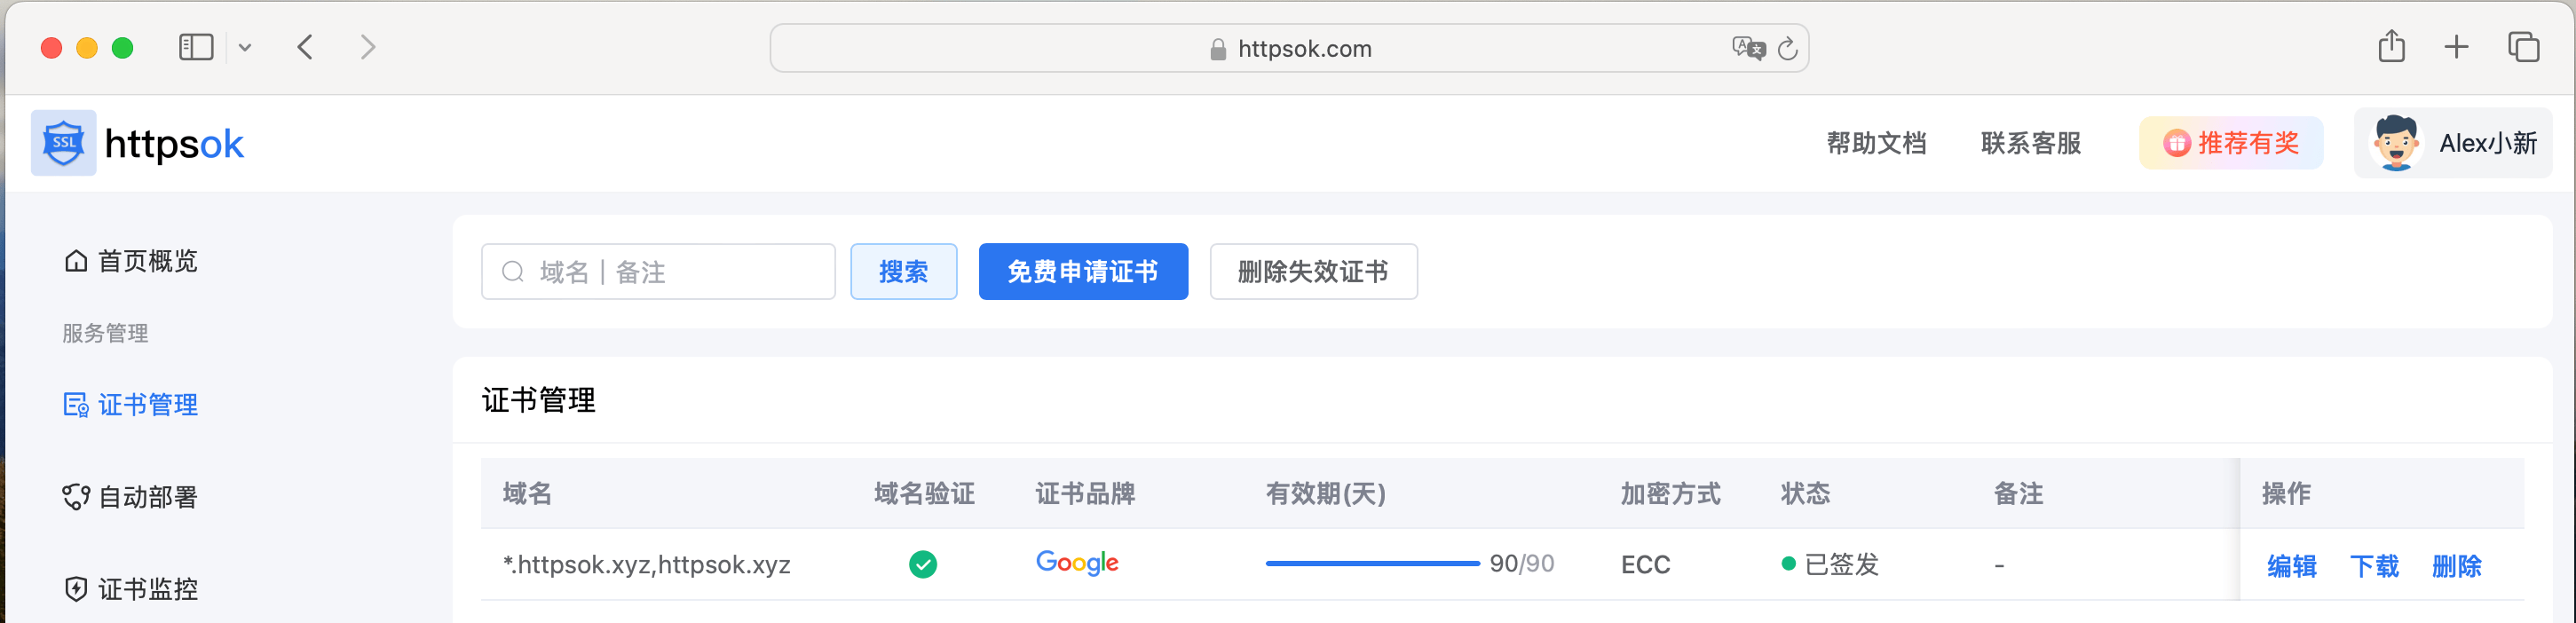 httpsok.com
SSL httpsok
帮助文档 联系客服 推荐有奖 Alex小新
首页概览
服务管理
证书管理
自动部署
证书监控
域名 | 备注 搜索 免费申请证书 删除失效证书
证书管理
域名 域名验证 证书品牌 有效期(天) 加密方式 状态 备注 操作
*.httpsok.xyz,httpsok.xyz Google 90/90 ECC 已签发 - 编辑 下载 删除